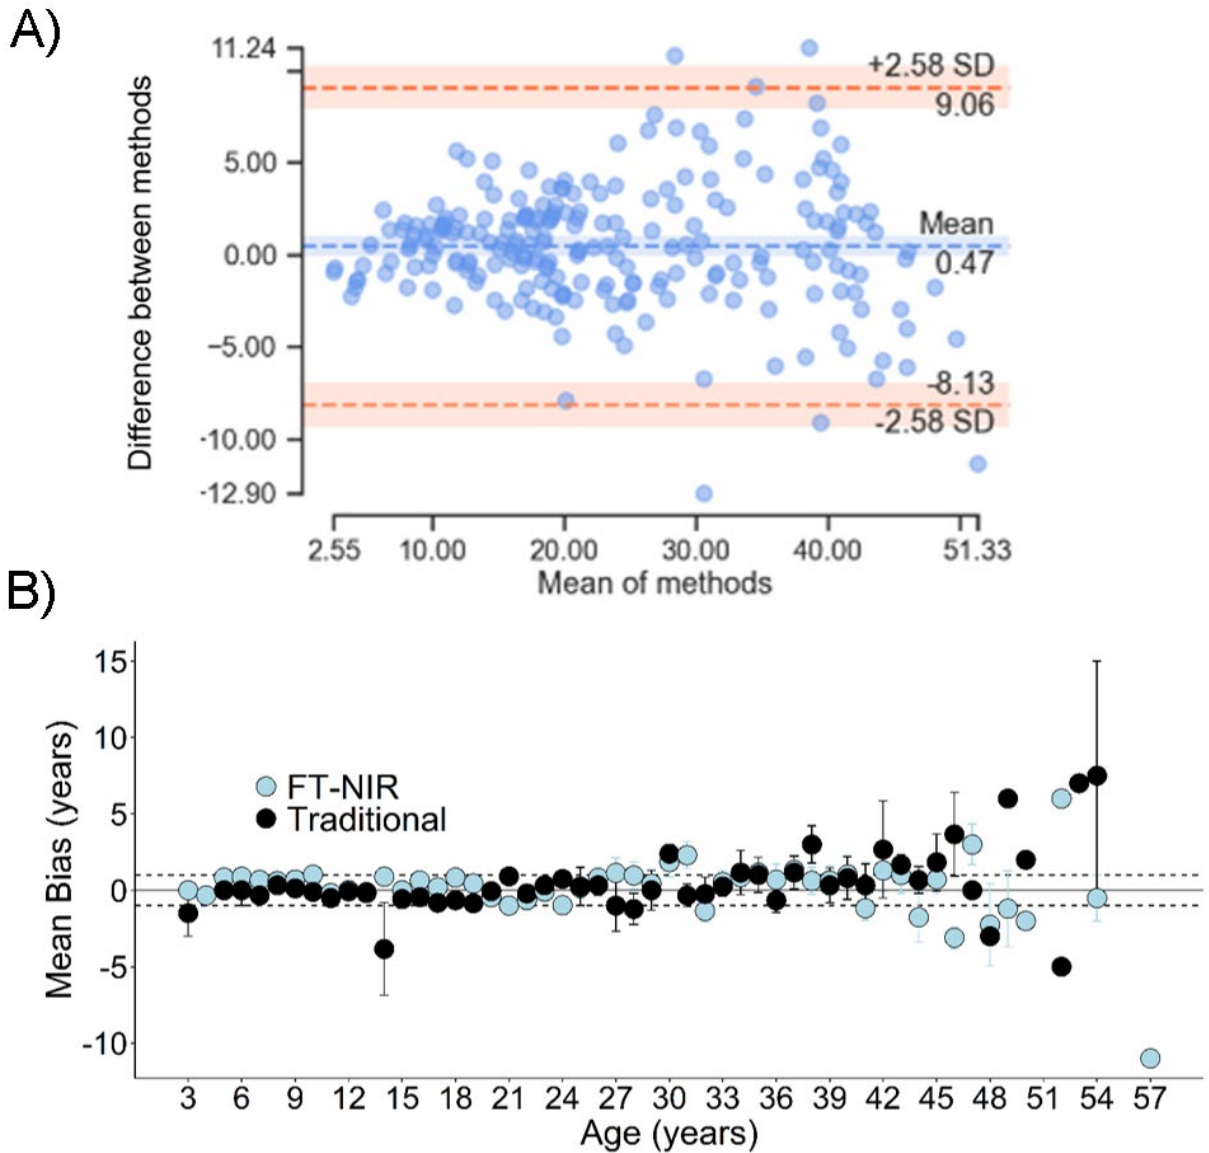 A)
Difference between methods
11.24
5.00
0.00
−5.00
-10.00
-12.90
+2.58 SD
9.06
Mean
0.47
-8.13
-2.58 SD
2.55 10.00 20.00 30.00 40.00 51.33
Mean of methods
B)
Mean Bias (years)
15
10
5
0
-5
-10
FT-NIR
Traditional
3 6 9 12 15 18 21 24 27 30 33 36 39 42 45 48 51 54 57
Age (years)